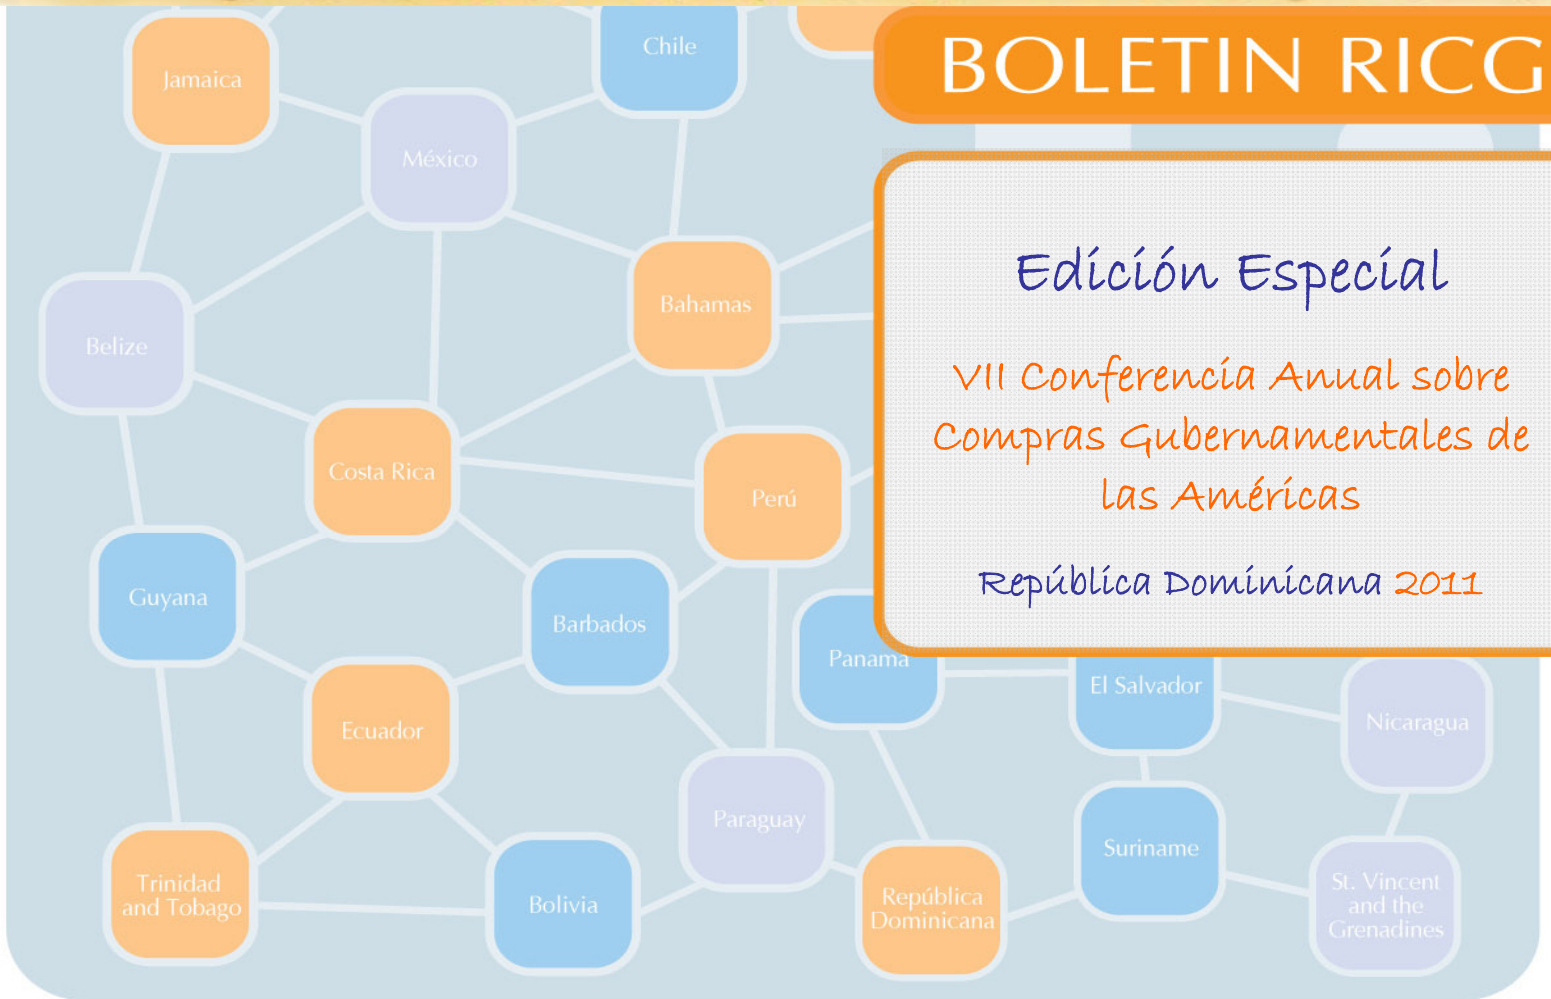 BOLETIN RICG
Edición Especial
VII Conferencia Anual sobre
Compras Gubernamentales de
las Américas
República Dominicana 2011
Jamaica
Chile
México
Bahamas
Belize
Costa Rica
Perú
Guyana
Barbados
Panamá
El Salvador
Nicaragua
Ecuador
Paraguay
Suriname
Trinidad
and Tobago
Bolivia
República
Dominicana
St. Vincent
and the
Grenadines